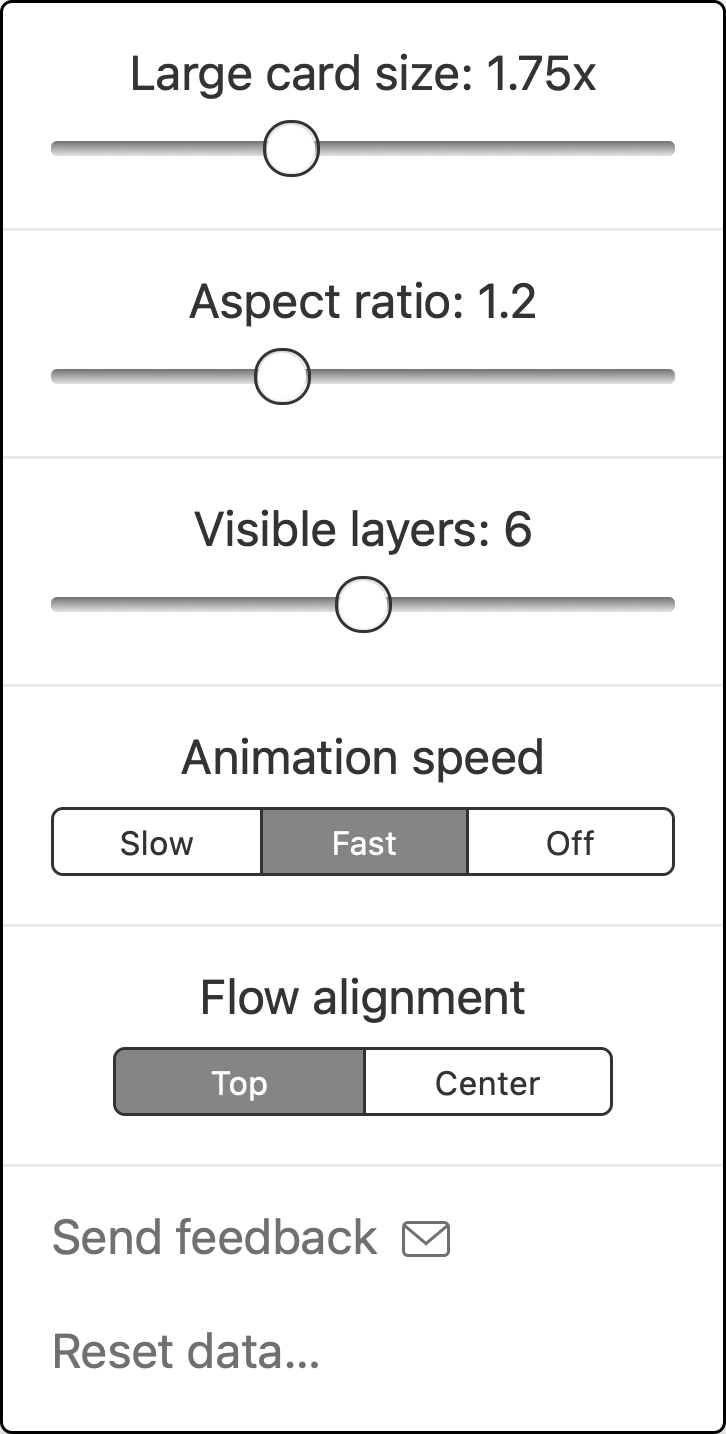 Large card size: 1.75x
Aspect ratio: 1.2
Visible layers: 6
Animation speed
Slow Fast Off
Flow alignment
Top Center
Send feedback
Reset data...